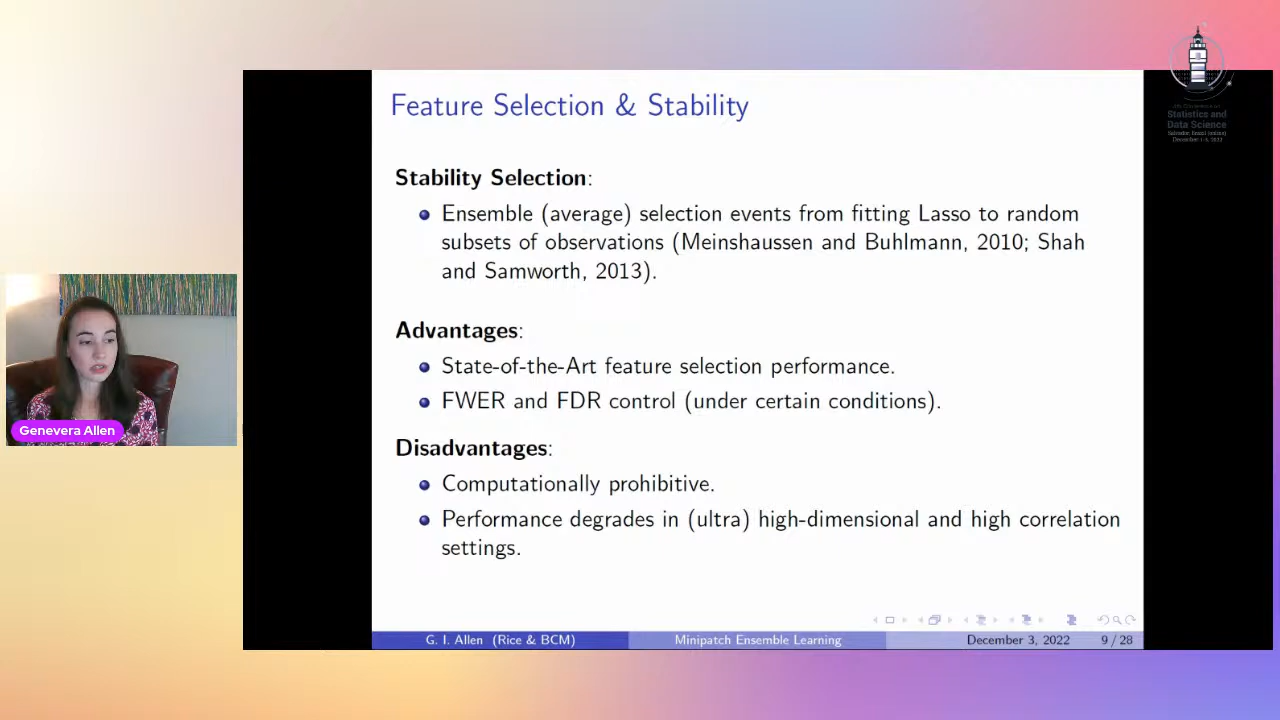 Feature Selection & Stability
Stability Selection:
Ensemble (average) selection events from fitting Lasso to random
subsets of observations (Meinshaussen and Buhlmann, 2010; Shah
and Samworth, 2013).
Advantages:
State-of-the-Art feature selection performance.
FWER and FDR control (under certain conditions).
Disadvantages:
Computationally prohibitive.
Performance degrades in (ultra) high-dimensional and high correlation
settings.
G. I. Allen (Rice & BCM)
Minipatch Ensemble Learning
December 3, 2022
9 / 28
Genevera Allen
Statistics and
Data Science